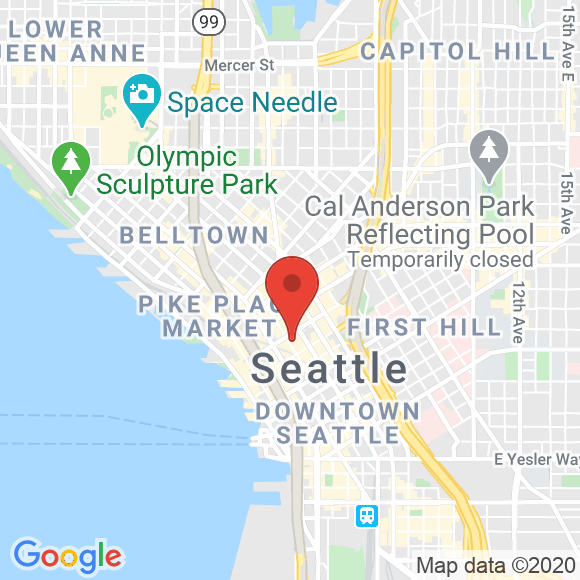 LOWER
QUEEN ANNE
99
Mercer St
CAPITOL HILL
15th Ave E
Space Needle
Olympic
Sculpture Park
15th Ave
Cal Anderson Park
Reflecting Pool
Temporarily closed
BELLTOWN
12th Ave
PIKE PLAC
MARKET
FIRST HILL
Seattle
DOWNTOWN
SEATTLE
E Yesler Way
Google
Map data ©2020